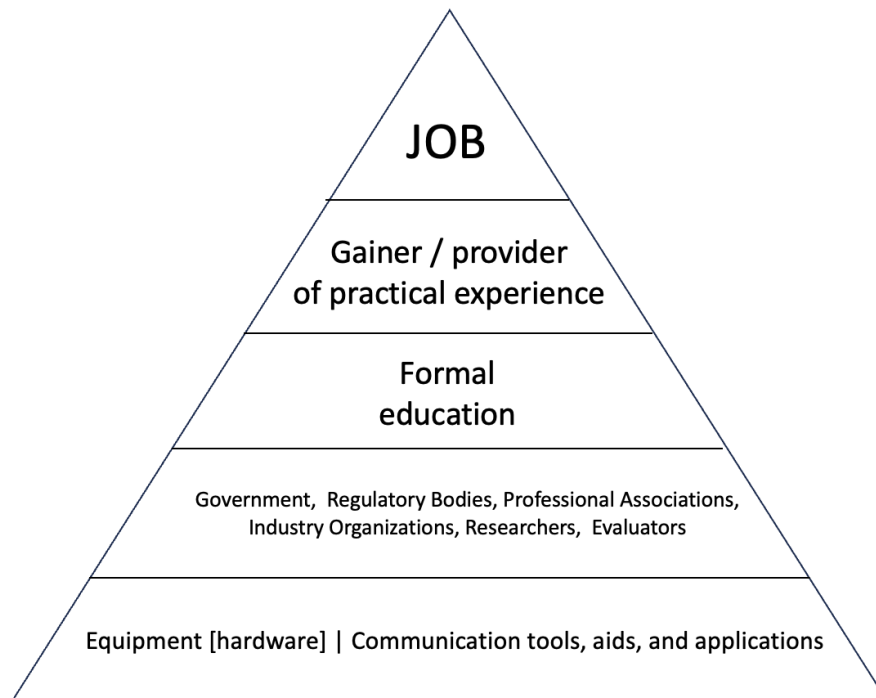 JOB
Gainer / provider
of practical experience
Formal
education
Government, Regulatory Bodies, Professional Associations,
Industry Organizations, Researchers, Evaluators
Equipment [hardware] | Communication tools, aids, and applications